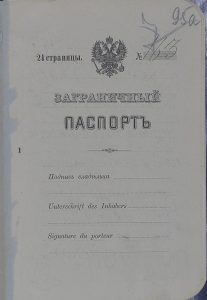 95а
24 страницы. №
ЗАГРАНИЧНЫЙ
ПАСПОРТЪ
1
Подпись владѣльца
Unterschrift des Inhabers
Signature du porteur